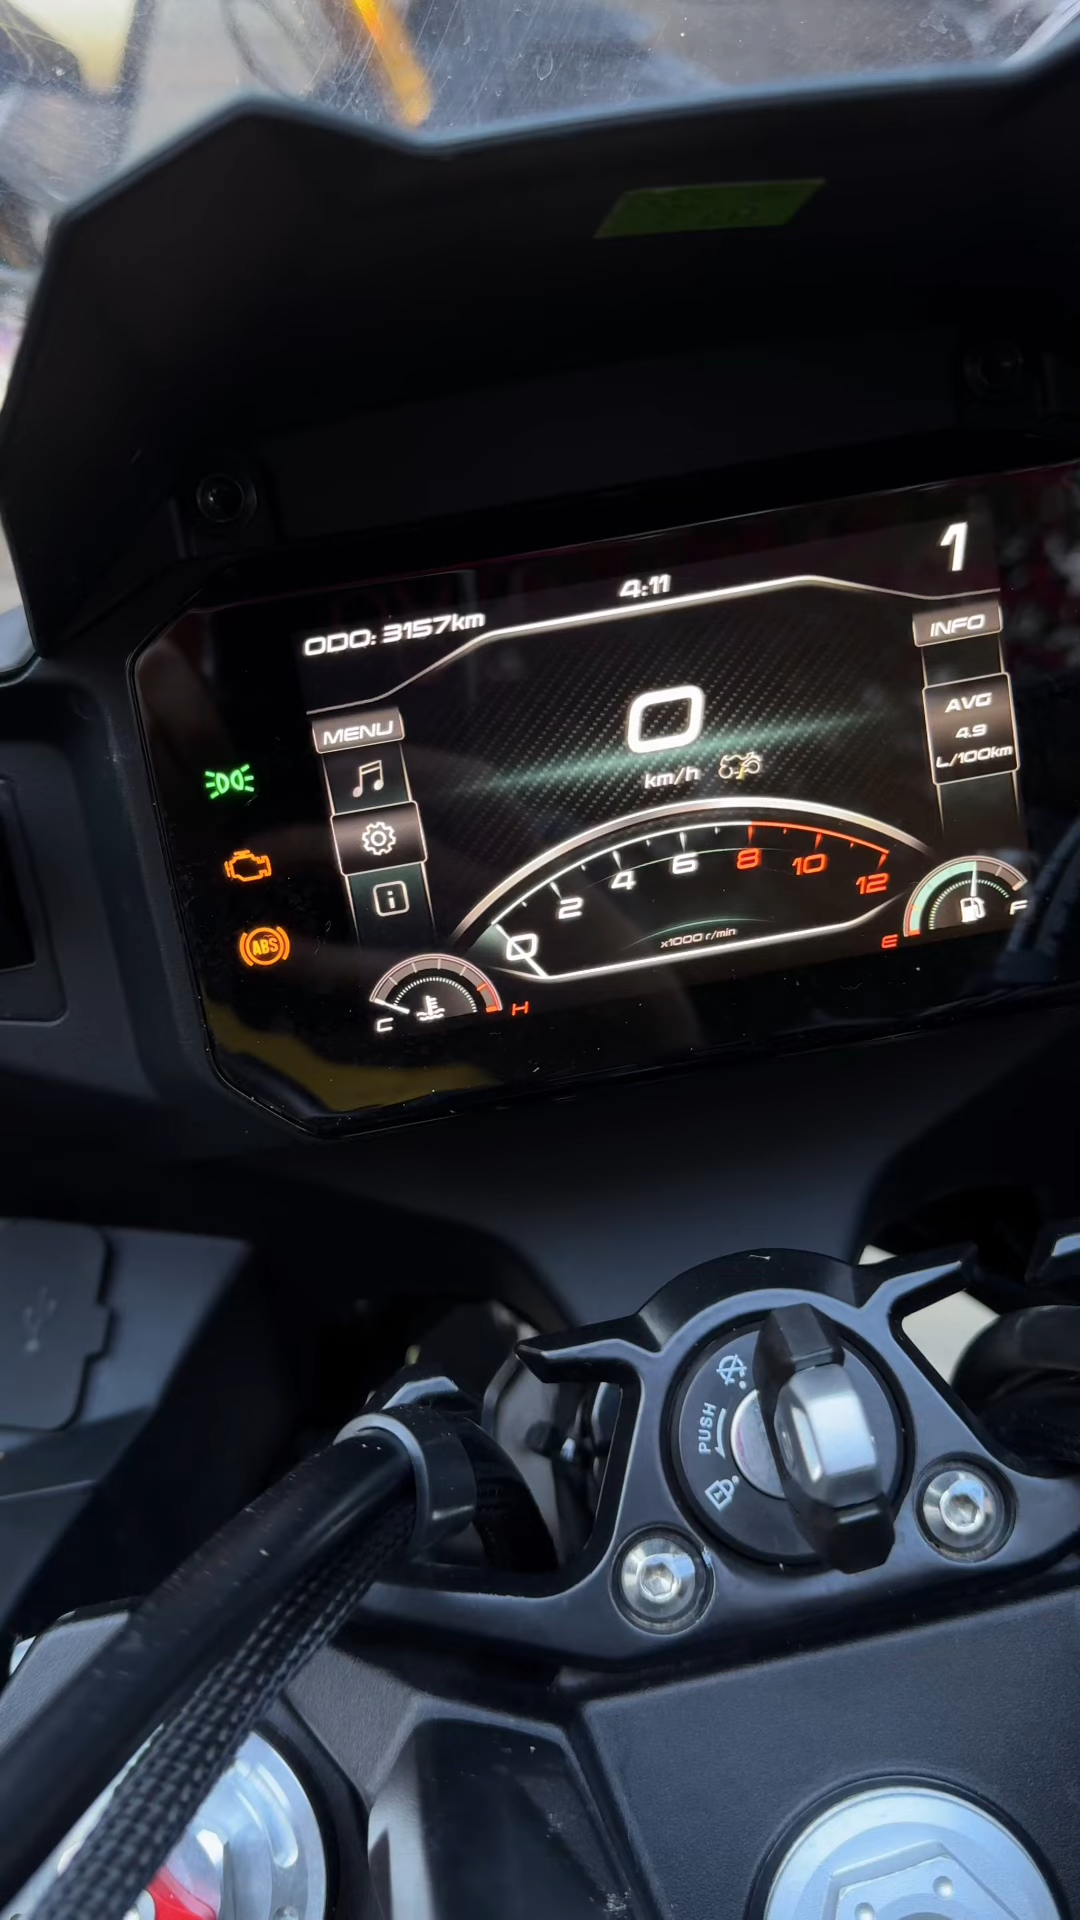 1
4:11
ODO: 3157km
INFO
MENU
AVG
4.9
L/100km
0
km/h
0
2
4
6
8
10
12
x1000 r/min
ABS
C
H
E
F
PUSH